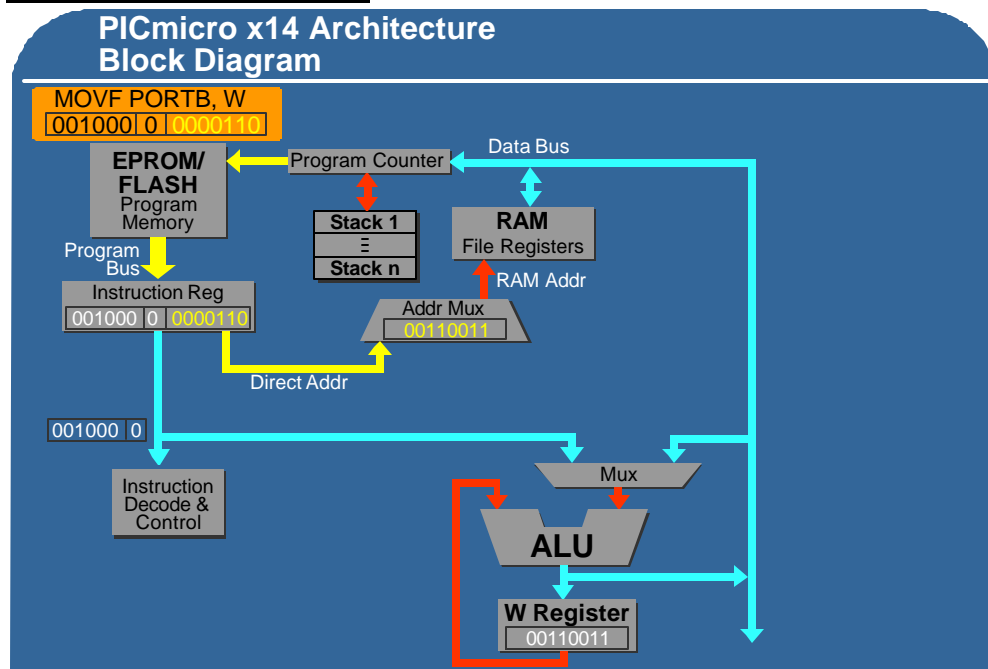 PICmicro x14 Architecture
Block Diagram
MOVF PORTB, W
001000 0 0000110
EPROM/
FLASH
Program
Memory
Program Counter
Data Bus
Stack 1
Ξ
Stack n
RAM
File Registers
Program
Bus
RAM Addr
Instruction Reg
001000 0 0000110
Addr Mux
00110011
Direct Addr
001000 0
Instruction
Decode &
Control
Mux
ALU
W Register
00110011